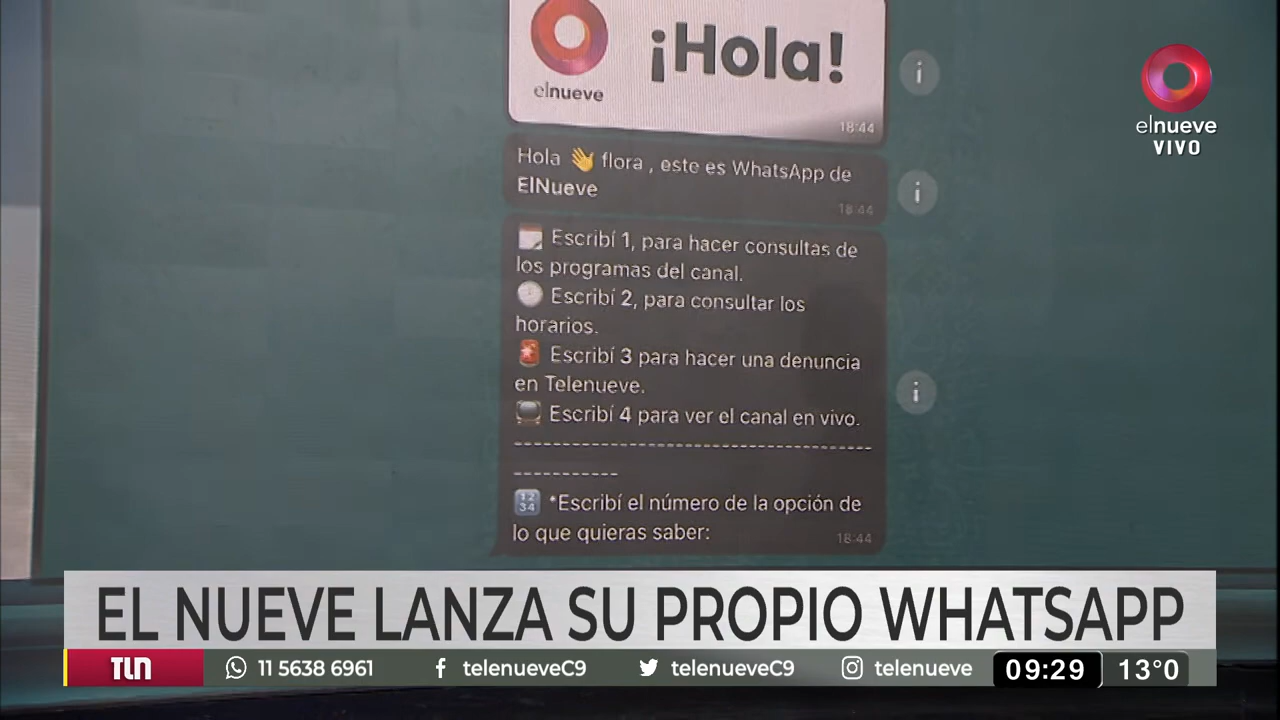 elnueve
¡Hola!
18:44
Hola 👋 flora , este es WhatsApp de
ElNueve
18:44
Escribí 1, para hacer consultas de
los programas del canal.
Escribí 2, para consultar los
horarios.
Escribí 3 para hacer una denuncia
en Telenueve.
Escribí 4 para ver el canal en vivo.
-----------------------------------------
-----------
*Escribí el número de la opción de
lo que quieras saber:
18:44
elnueve
VIVO
EL NUEVE LANZA SU PROPIO WHATSAPP
TLN 11 5638 6961 telenueveC9 telenueveC9 telenueve 09:29 13°0